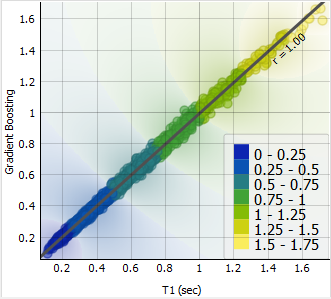 1.6
1.4
1.2
1
0.8
0.6
0.4
0.2
Gradient Boosting
r = 1.00
0 - 0.25
0.25 - 0.5
0.5 - 0.75
0.75 - 1
1 - 1.25
1.25 - 1.5
1.5 - 1.75
0.2 0.4 0.6 0.8 1 1.2 1.4 1.6
T1 (sec)